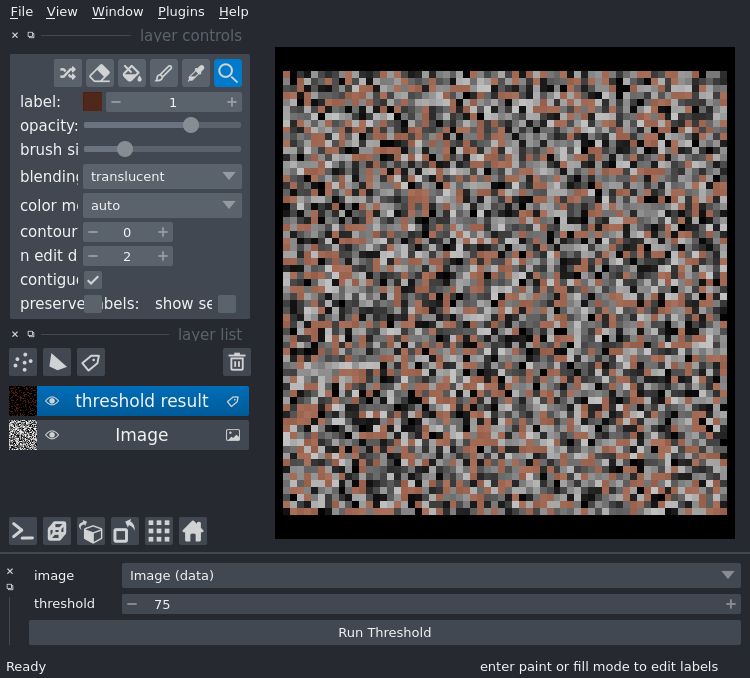 File View Window Plugins Help
layer controls
label: 1
opacity:
brush si
blending translucent
color m auto
contour 0
n edit d 2
contigu
preserve abels: show se
layer list
threshold result
Image
image Image (data)
threshold 75
Run Threshold
Ready enter paint or fill mode to edit labels